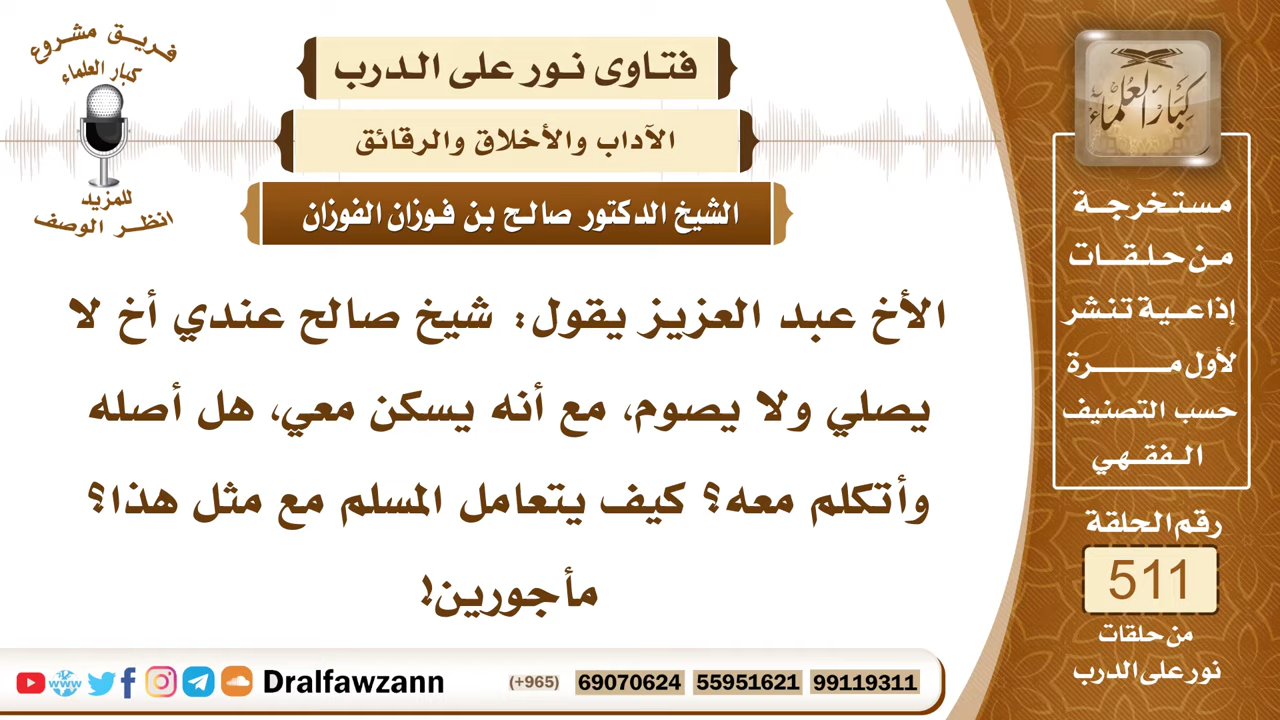 فريق مشروع
كبار العلماء
للمزيد
انظر الوصف
فتاوى نور على الدرب
الآداب والأخلاق والرقائق
الشيخ الدكتور صالح بن فوزان الفوزان
الأخ عبد العزيز يقول: شيخ صالح عندي أخ لا
يصلي ولا يصوم، مع أنه يسكن معي، هل أصله
وأتكلم معه؟ كيف يتعامل المسلم مع مثل هذا؟
مأجورين!
كبار العلماء
مستخرجة
من حلقات
إذاعية تنشر
لأول مرة
حسب التصنيف
الفقهي
رقم الحلقة
511
من حلقات
نور على الدرب
www
Dralfawzann (+965) 69070624 55951621 99119311